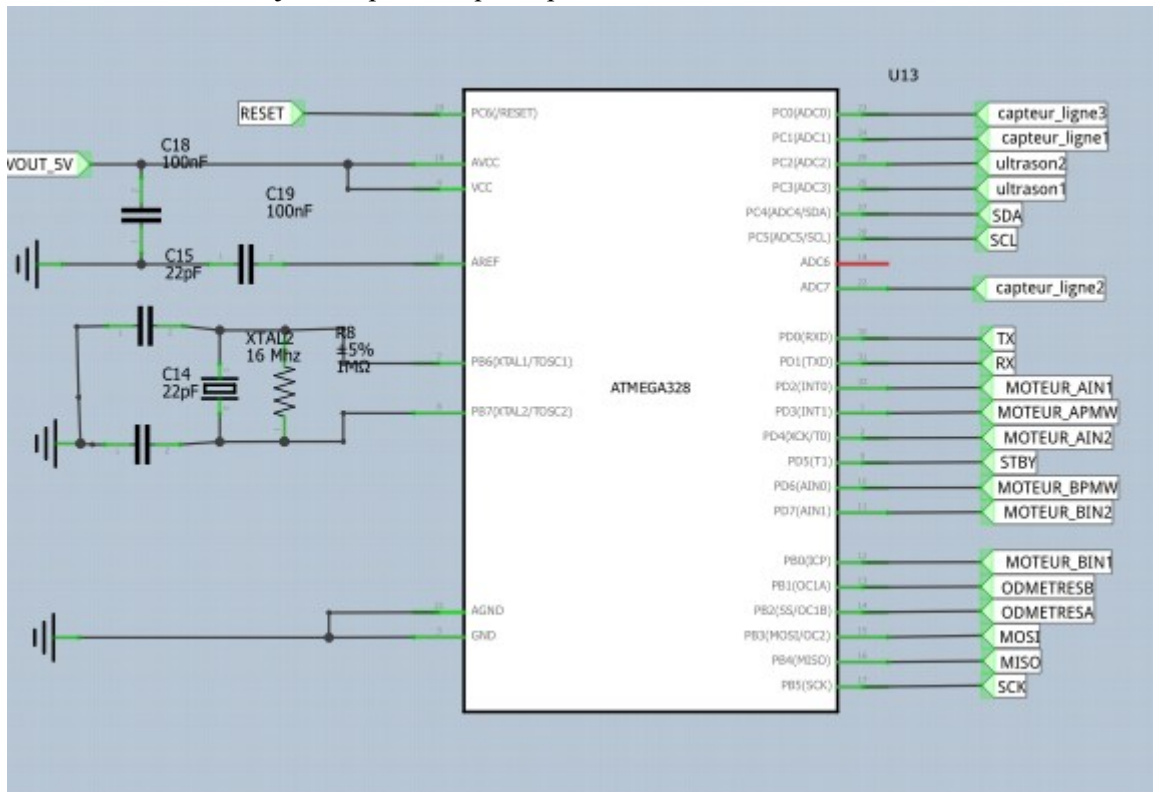 U13
RESET
C18
100nF
VOUT_5V
C19
100nF
C15
22pF
XTAL2
16 Mhz
R8
±5%
1MΩ
C14
22pF
ATMEGA328
PC6(/RESET)
AVCC
VCC
AREF
PB6(XTAL1/TOSC1)
PB7(XTAL2/TOSC2)
AGND
GND
PC0(ADC0)
capteur_ligne3
PC1(ADC1)
capteur_ligne1
PC2(ADC2)
ultrason2
PC3(ADC3)
ultrason1
PC4(ADC4/SDA)
SDA
PC5(ADC5/SCL)
SCL
ADC6
ADC7
capteur_ligne2
PD0(RXD)
TX
PD1(TXD)
RX
PD2(INT0)
MOTEUR_AIN1
PD3(INT1)
MOTEUR_APMW
PD4(XCK/T0)
MOTEUR_AIN2
PD5(T1)
STBY
PD6(AIN0)
MOTEUR_BPMW
PD7(AIN1)
MOTEUR_BIN2
PB0(ICP)
MOTEUR_BIN1
PB1(OC1A)
ODMETRESB
PB2(SS/OC1B)
ODMETRESA
PB3(MOSI/OC2)
MOSI
PB4(MISO)
MISO
PB5(SCK)
SCK